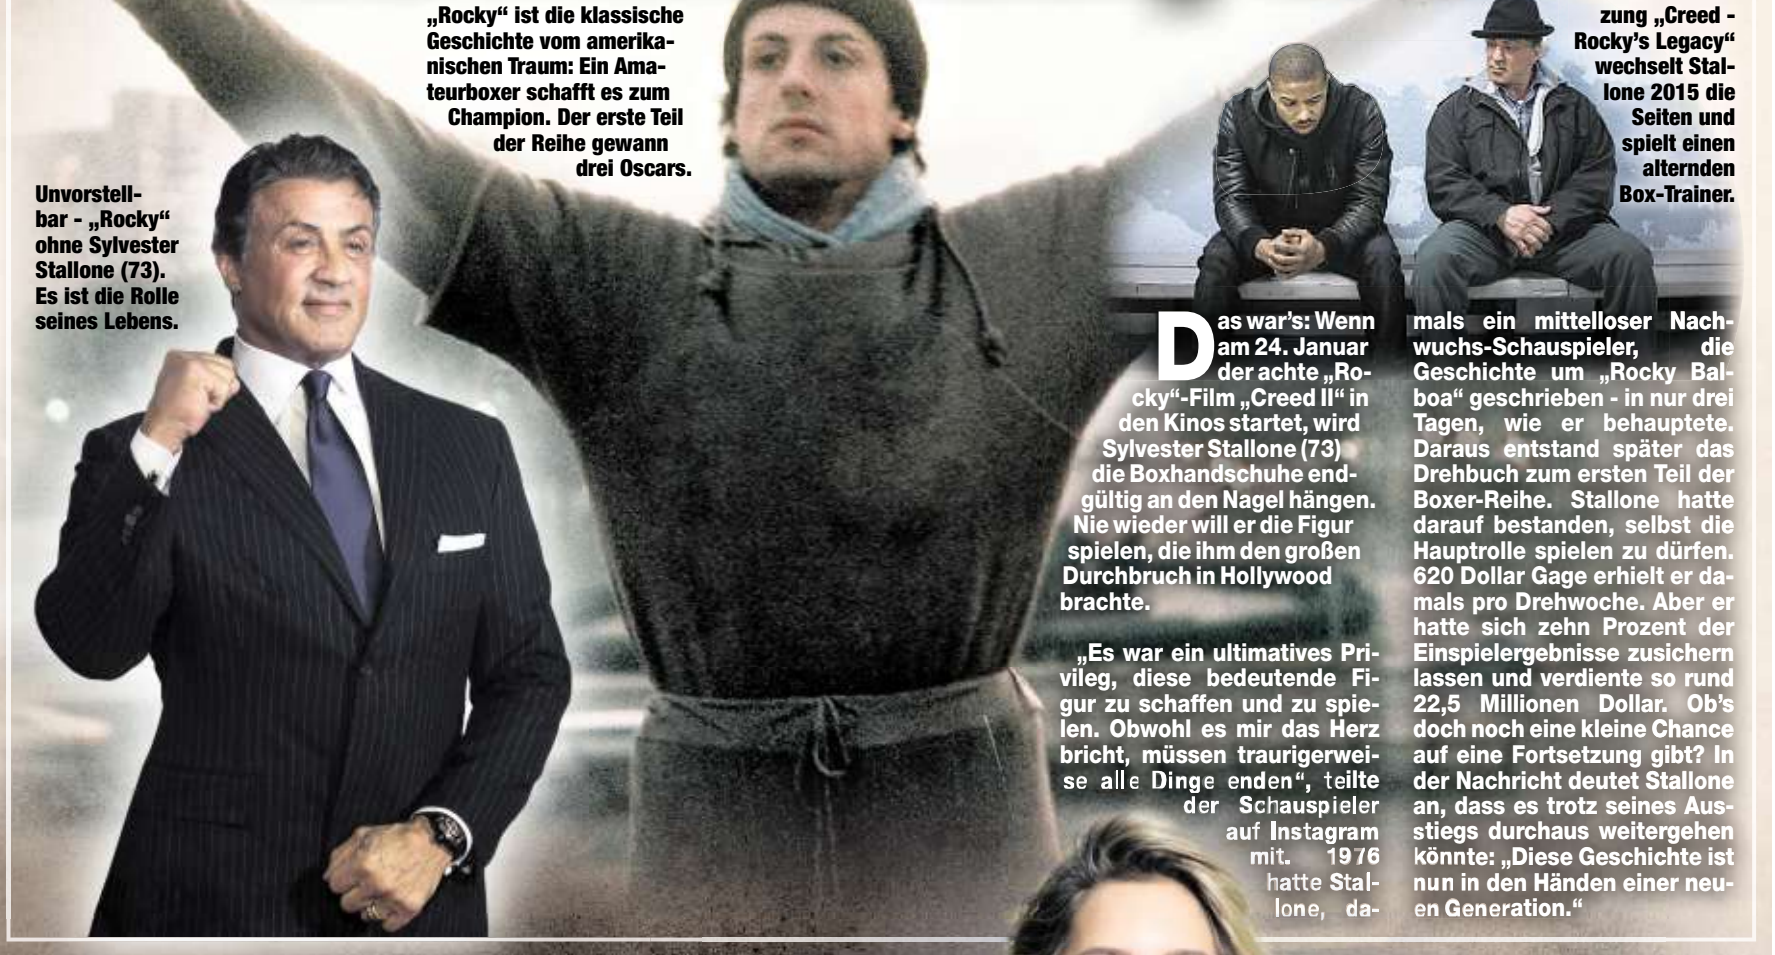 „Rocky“ ist die klassische
Geschichte vom amerika-
nischen Traum: Ein Ama-
teurboxer schafft es zum
Champion. Der erste Teil
der Reihe gewann
drei Oscars.
Unvorstell-
bar - „Rocky“
ohne Sylvester
Stallone (73).
Es ist die Rolle
seines Lebens.
zung „Creed -
Rocky's Legacy“
wechselt Stal-
lone 2015 die
Seiten und
spielt einen
alternden
Box-Trainer.
Das war's: Wenn
am 24. Januar
der achte „Ro-
cky“-Film „Creed II“ in
den Kinos startet, wird
Sylvester Stallone (73)
die Boxhandschuhe end-
gültig an den Nagel hängen.
Nie wieder will er die Figur
spielen, die ihm den großen
Durchbruch in Hollywood
brachte.
„Es war ein ultimatives Pri-
vileg, diese bedeutende Fi-
gur zu schaffen und zu spie-
len. Obwohl es mir das Herz
bricht, müssen traurigerwei-
se alle Dinge enden“, teilte
der Schauspieler
auf Instagram
mit. 1976
hatte Stal-
lone, da-
mals ein mittelloser Nach-
wuchs-Schauspieler, die
Geschichte um „Rocky Bal-
boa“ geschrieben - in nur drei
Tagen, wie er behauptete.
Daraus entstand später das
Drehbuch zum ersten Teil der
Boxer-Reihe. Stallone hatte
darauf bestanden, selbst die
Hauptrolle spielen zu dürfen.
620 Dollar Gage erhielt er da-
mals pro Drehwoche. Aber er
hatte sich zehn Prozent der
Einspielergebnisse zusichern
lassen und verdiente so rund
22,5 Millionen Dollar. Ob's
doch noch eine kleine Chance
auf eine Fortsetzung gibt? In
der Nachricht deutet Stallone
an, dass es trotz seines Aus-
stiegs durchaus weitergehen
könnte: „Diese Geschichte ist
nun in den Händen einer neu-
en Generation.“